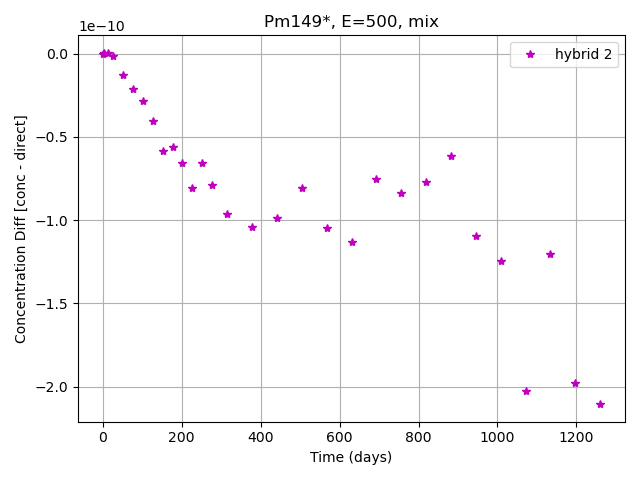 Pm149*, E=500, mix
1e−10
hybrid 2
0.0
−0.5
−1.0
−1.5
−2.0
Concentration Diff [conc - direct]
0 200 400 600 800 1000 1200
Time (days)